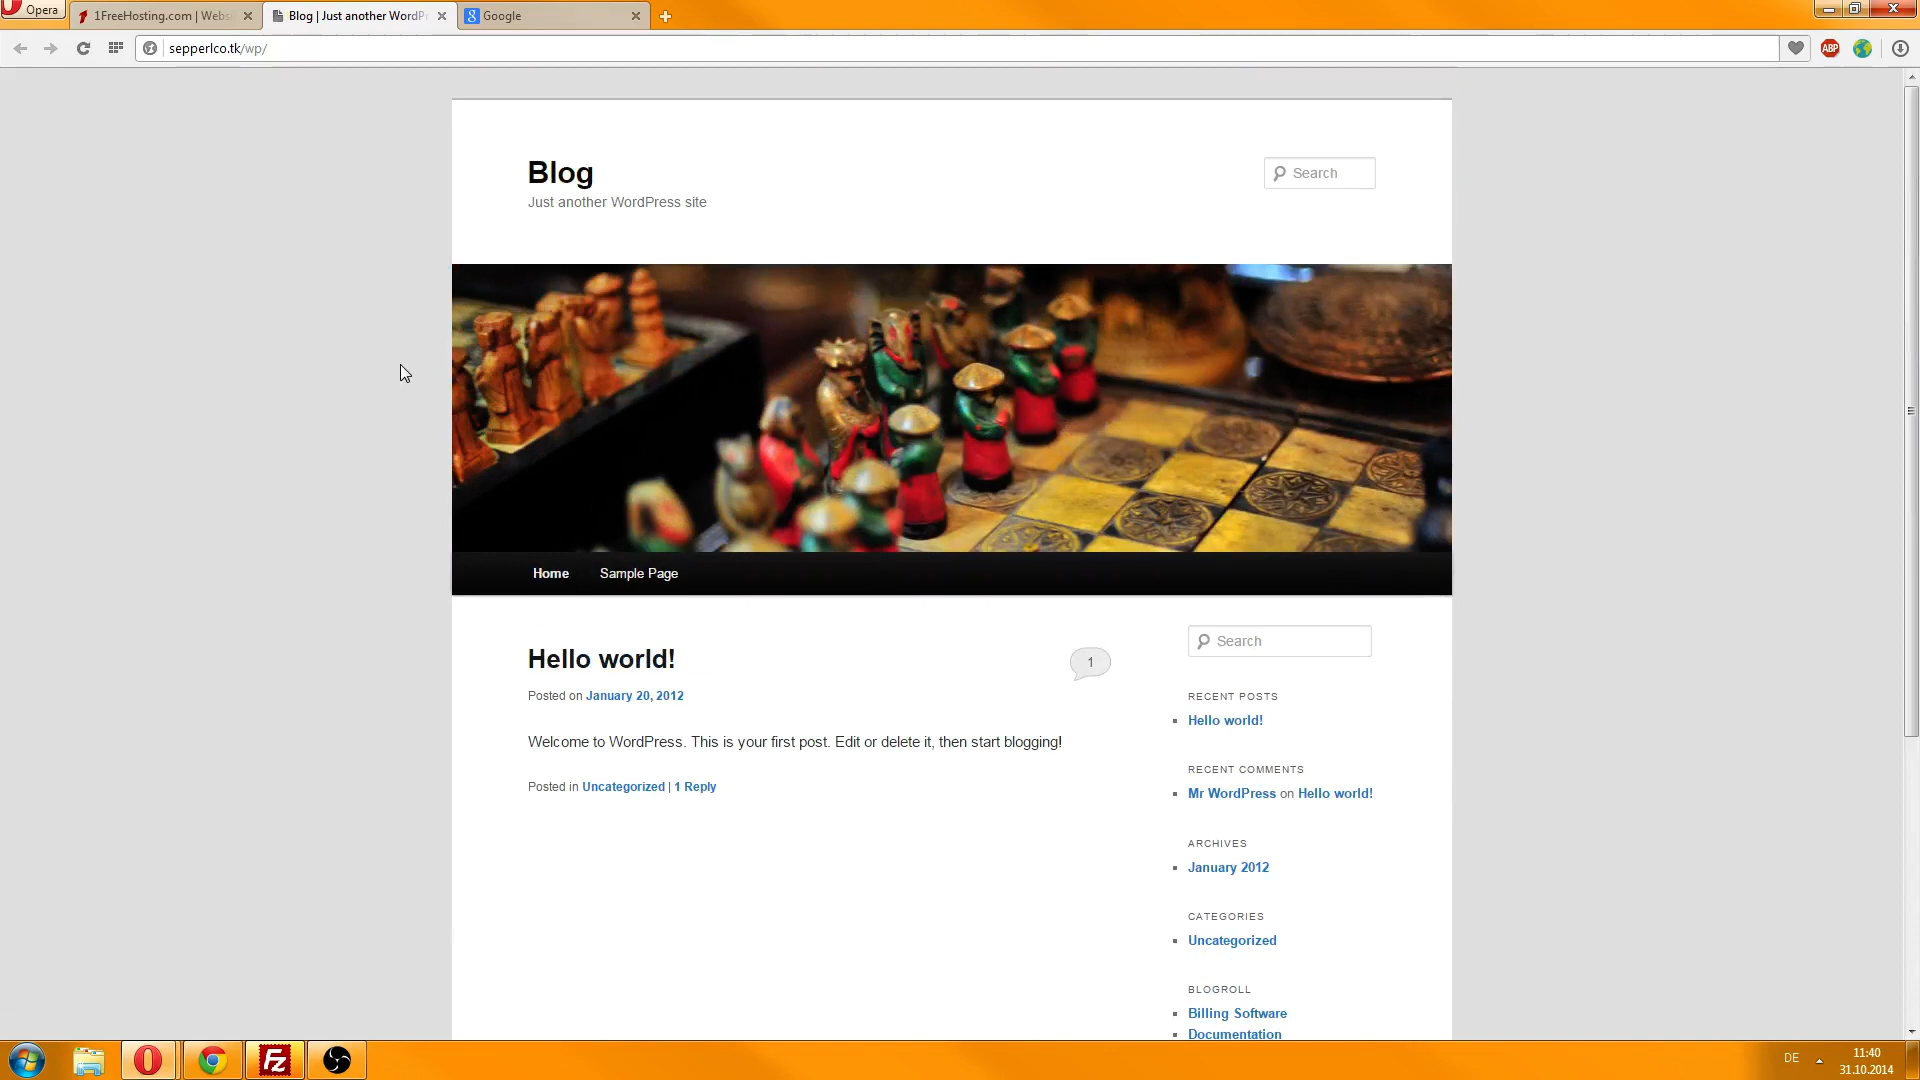 Opera
1FreeHosting.com | Websi
Blog | Just another WordPr
Google
sepperlco.tk/wp/
ABP
Blog
Just another WordPress site
Search
Home
Sample Page
Hello world!
1
Posted on January 20, 2012
Welcome to WordPress. This is your first post. Edit or delete it, then start blogging!
Posted in Uncategorized | 1 Reply
Search
RECENT POSTS
Hello world!
RECENT COMMENTS
Mr WordPress on Hello world!
ARCHIVES
January 2012
CATEGORIES
Uncategorized
BLOGROLL
Billing Software
Documentation
DE
11:40
31.10.2014